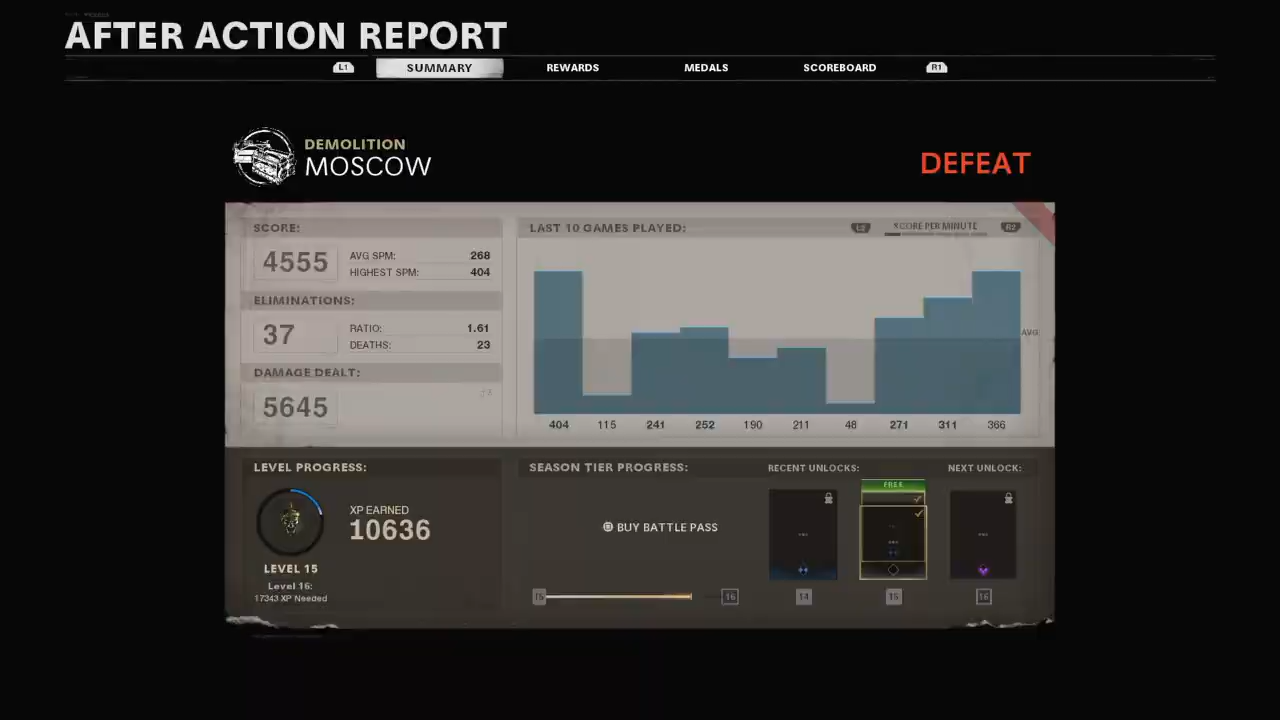 AFTER ACTION REPORT
L1 SUMMARY REWARDS MEDALS SCOREBOARD R1
DEMOLITION
MOSCOW
DEFEAT
SCORE:
4555
AVG SPM: 268
HIGHEST SPM: 404
ELIMINATIONS:
37
RATIO: 1.61
DEATHS: 23
DAMAGE DEALT:
5645
LAST 10 GAMES PLAYED:
L2 SCORE PER MINUTE R2
AVG
404 115 241 252 190 211 48 271 311 366
LEVEL PROGRESS:
XP EARNED
10636
LEVEL 15
Level 16:
17343 XP Needed
SEASON TIER PROGRESS:
BUY BATTLE PASS
15 16
RECENT UNLOCKS:
FREE
14 15
NEXT UNLOCK:
16